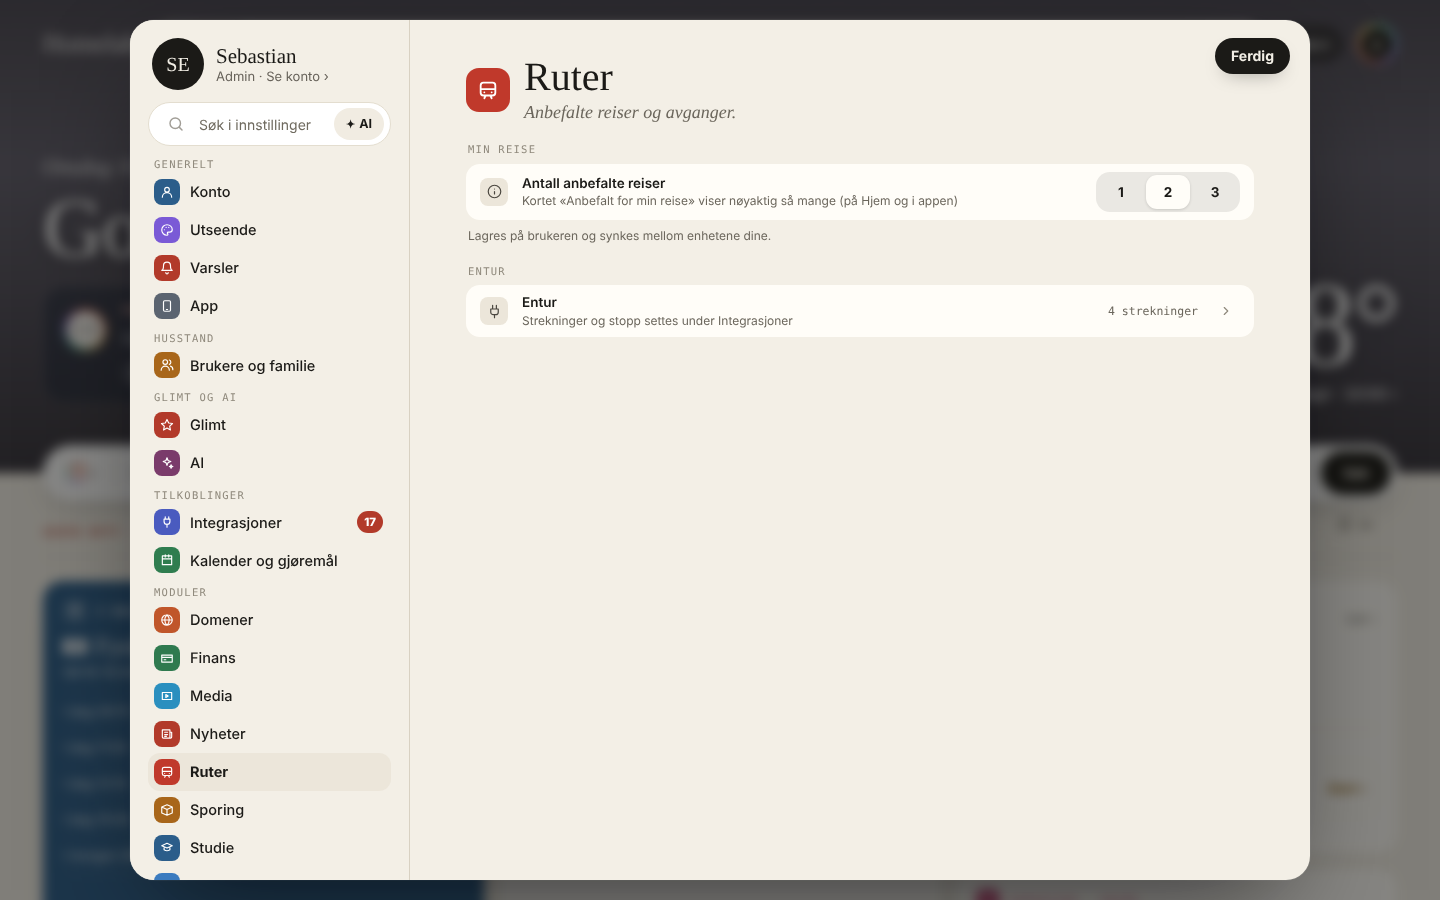 SE
Sebastian
Admin · Se konto ›
Søk i innstillinger
✦ AI
GENERELT
Konto
Utseende
Varsler
App
HUSSTAND
Brukere og familie
GLIMT OG AI
Glimt
AI
TILKOBLINGER
Integrasjoner
17
Kalender og gjøremål
MODULER
Domener
Finans
Media
Nyheter
Ruter
Sporing
Studie
Ferdig
Ruter
Anbefalte reiser og avganger.
MIN REISE
Antall anbefalte reiser
Kortet «Anbefalt for min reise» viser nøyaktig så mange (på Hjem og i appen)
1 2 3
Lagres på brukeren og synkes mellom enhetene dine.
ENTUR
Entur
Strekninger og stopp settes under Integrasjoner
4 strekninger
Go
8°